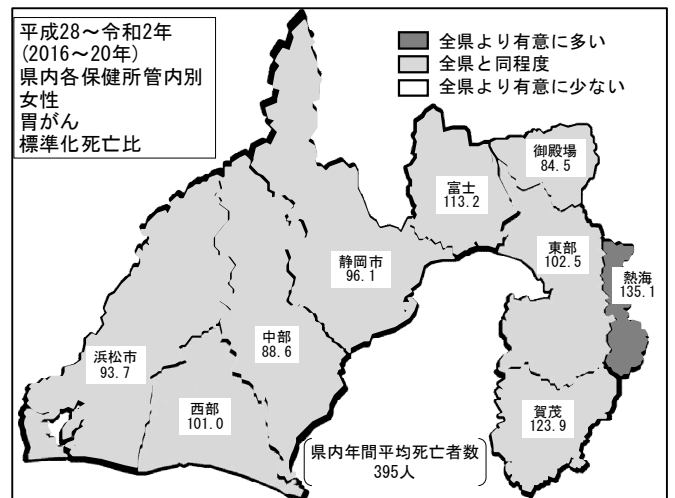 平成28～令和2年
(2016～20年)
県内各保健所管内別
女性
胃がん
標準化死亡比
全県より有意に多い
全県と同程度
全県より有意に少ない
御殿場
84.5
富士
113.2
東部
102.5
熱海
135.1
静岡市
96.1
中部
88.6
浜松市
93.7
西部
101.0
賀茂
123.9
県内年間平均死亡者数
395人